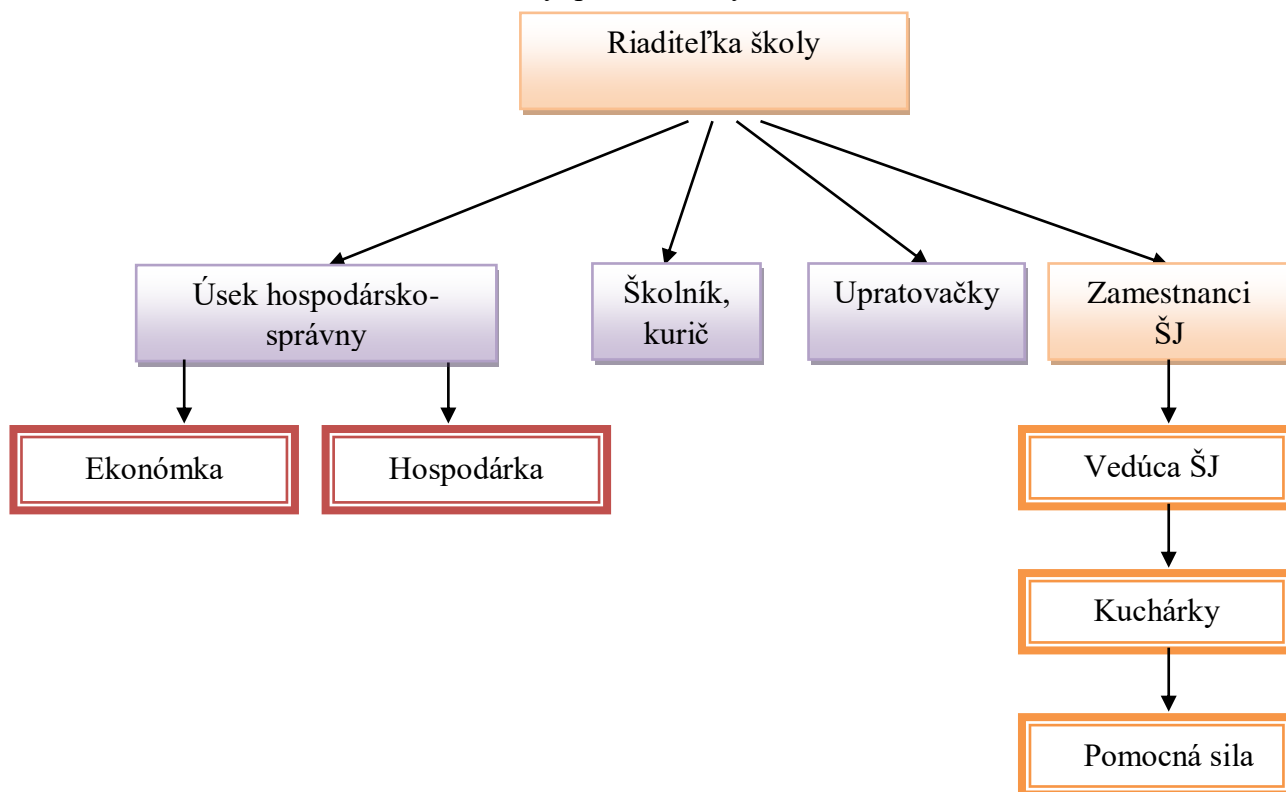 Riaditeľka školy
Úsek hospodársko-
správny
Školník,
kurič
Upratovačky
Zamestnanci
ŠJ
Ekonómka
Hospodárka
Vedúca ŠJ
Kuchárky
Pomocná sila